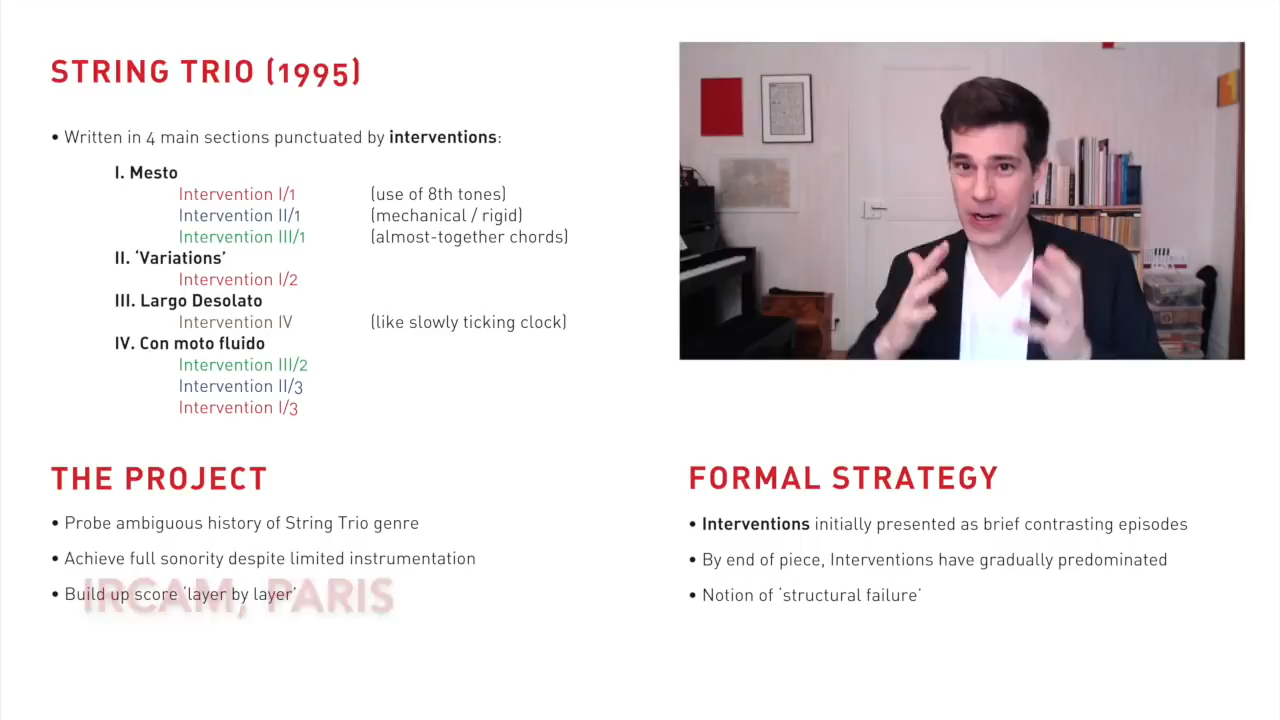 STRING TRIO (1995)
• Written in 4 main sections punctuated by interventions:
I. Mesto
Intervention I/1 (use of 8th tones)
Intervention II/1 (mechanical / rigid)
Intervention III/1 (almost-together chords)
II. ‘Variations’
Intervention I/2
III. Largo Desolato
Intervention IV (like slowly ticking clock)
IV. Con moto fluido
Intervention III/2
Intervention II/3
Intervention I/3
THE PROJECT
• Probe ambiguous history of String Trio genre
• Achieve full sonority despite limited instrumentation
• Build up score ‘layer by layer’
IRCAM, PARIS
FORMAL STRATEGY
• Interventions initially presented as brief contrasting episodes
• By end of piece, Interventions have gradually predominated
• Notion of ‘structural failure’